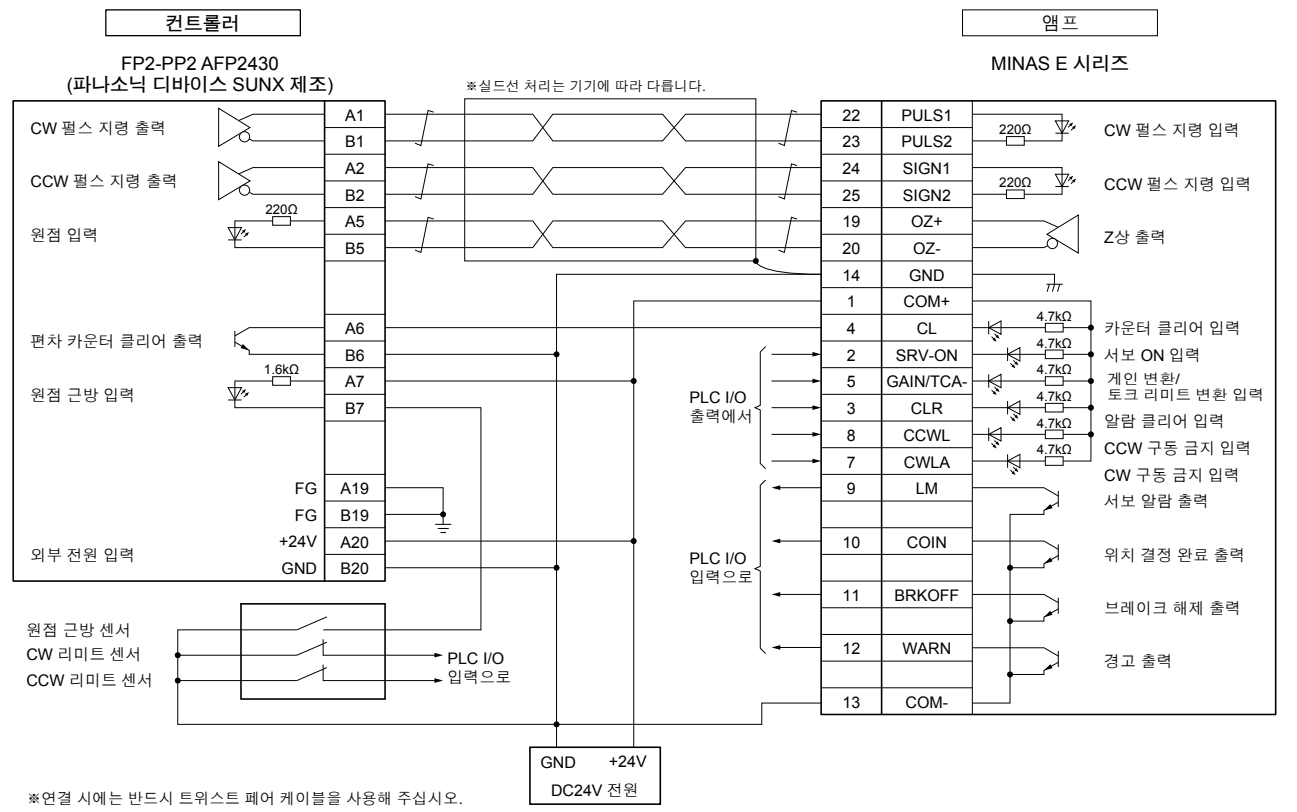 컨트롤러
앰프
FP2-PP2 AFP2430
(파나소닉 디바이스 SUNX 제조)
MINAS E 시리즈
※실드선 처리는 기기에 따라 다릅니다.
CW 펄스 지령 출력
A1
B1
CCW 펄스 지령 출력
A2
B2
220Ω
원점 입력
A5
B5
편차 카운터 클리어 출력
A6
B6
1.6kΩ
원점 근방 입력
A7
B7
FG A19
FG B19
+24V A20
외부 전원 입력
GND B20
22 PULS1
23 PULS2
220Ω
CW 펄스 지령 입력
24 SIGN1
25 SIGN2
220Ω
CCW 펄스 지령 입력
19 OZ+
20 OZ-
Z상 출력
14 GND
1 COM+
4 CL
4.7kΩ
카운터 클리어 입력
2 SRV-ON
4.7kΩ
서보 ON 입력
5 GAIN/TCA-
4.7kΩ
게인 변환/
토크 리미트 변환 입력
3 CLR
4.7kΩ
알람 클리어 입력
8 CCWL
4.7kΩ
CCW 구동 금지 입력
7 CWLA
4.7kΩ
CW 구동 금지 입력
PLC I/O
출력에서
9 LM
서보 알람 출력
10 COIN
위치 결정 완료 출력
11 BRKOFF
브레이크 해제 출력
12 WARN
경고 출력
13 COM-
PLC I/O
입력으로
원점 근방 센서
CW 리미트 센서
CCW 리미트 센서
PLC I/O
입력으로
GND +24V
DC24V 전원
※연결 시에는 반드시 트위스트 페어 케이블을 사용해 주십시오.